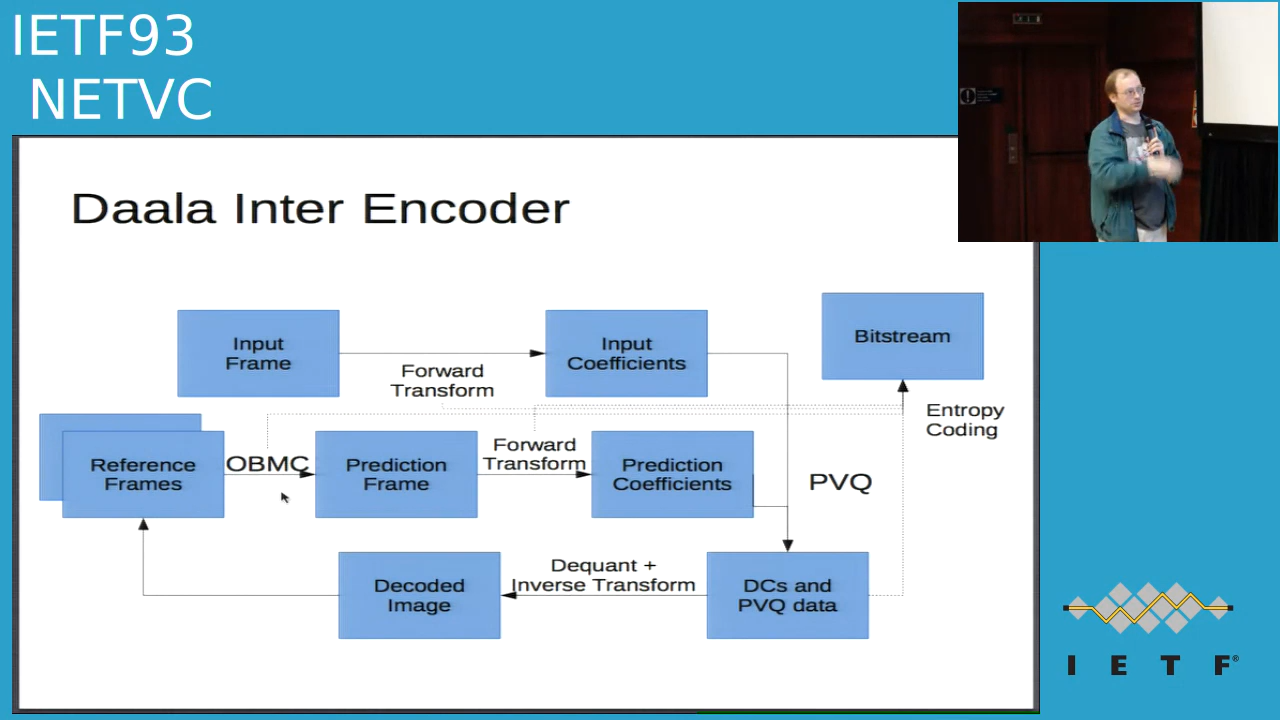 IETF93
NETVC
Daala Inter Encoder
Input
Frame
Forward
Transform
Input
Coefficients
Bitstream
Entropy
Coding
Reference
Frames
OBMC
Prediction
Frame
Forward
Transform
Prediction
Coefficients
PVQ
Decoded
Image
Dequant +
Inverse Transform
DCs and
PVQ data
I E T F®